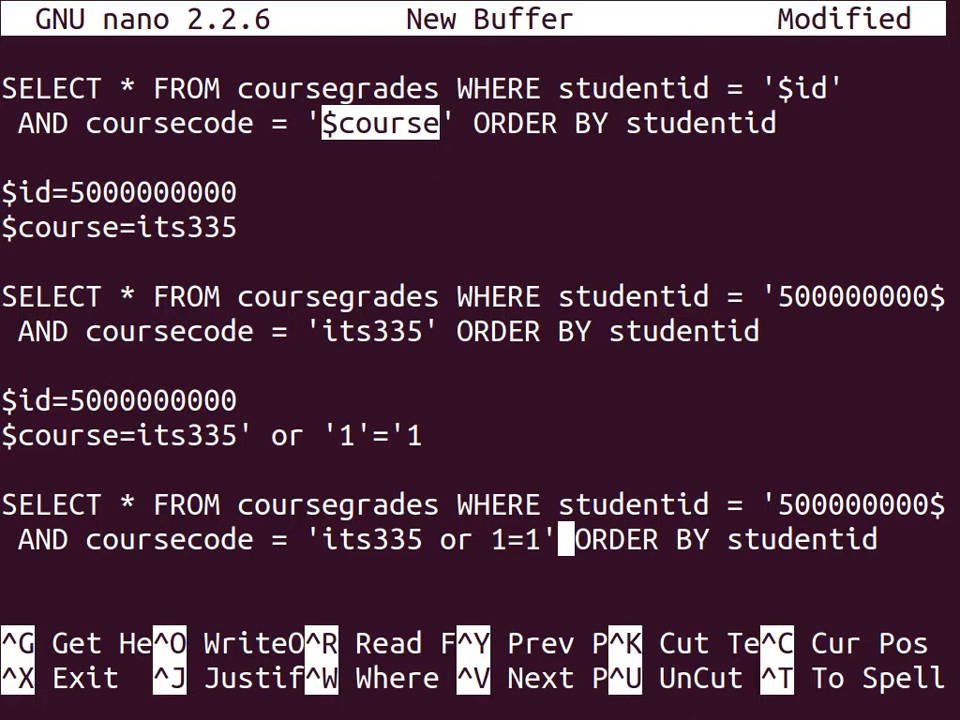 GNU nano 2.2.6 New Buffer Modified
SELECT * FROM coursegrades WHERE studentid = '$id'
AND coursecode = '$course' ORDER BY studentid
$id=5000000000
$course=its335
SELECT * FROM coursegrades WHERE studentid = '500000000$
AND coursecode = 'its335' ORDER BY studentid
$id=5000000000
$course=its335' or '1'='1
SELECT * FROM coursegrades WHERE studentid = '500000000$
AND coursecode = 'its335 or 1=1' ORDER BY studentid
^G Get He^O WriteO^R Read F^Y Prev P^K Cut Te^C Cur Pos
^X Exit ^J Justif^W Where ^V Next P^U UnCut ^T To Spell